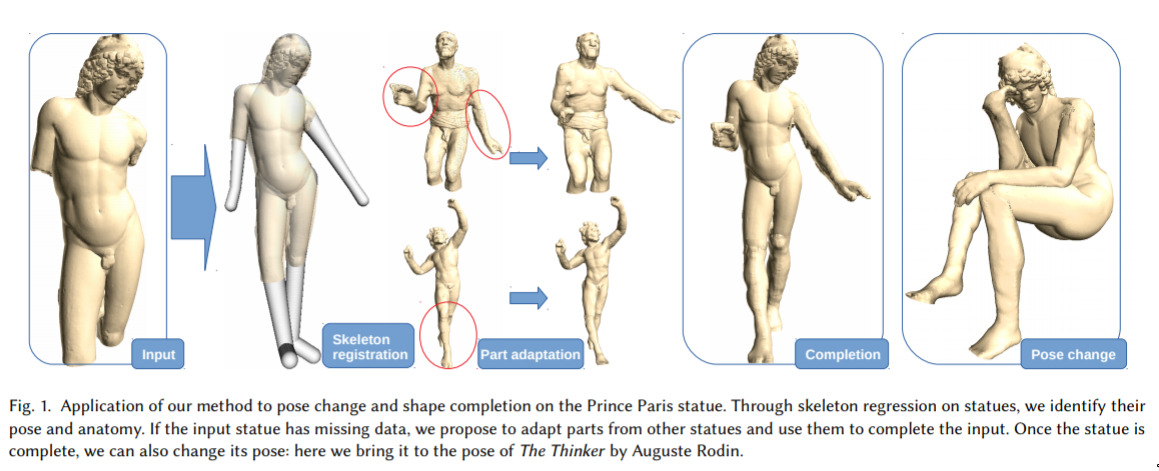 Input
Skeleton
registration
Part adaptation
Completion
Pose change
Fig. 1. Application of our method to pose change and shape completion on the Prince Paris statue. Through skeleton regression on statues, we identify their
pose and anatomy. If the input statue has missing data, we propose to adapt parts from other statues and use them to complete the input. Once the statue is
complete, we can also change its pose: here we bring it to the pose of The Thinker by Auguste Rodin.